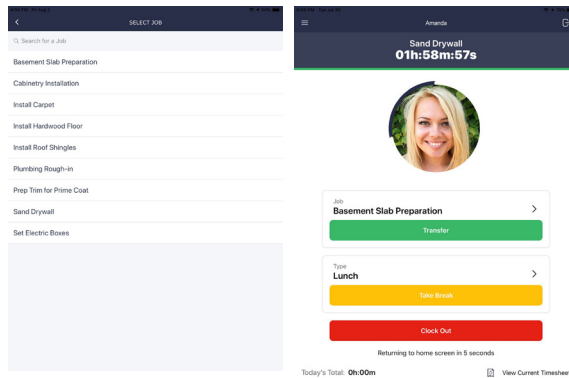 SELECT JOB
Search for a Job
Basement Slab Preparation
Cabinetry Installation
Install Carpet
Install Hardwood Floor
Install Roof Shingles
Plumbing Rough-in
Prep Trim for Prime Coat
Sand Drywall
Set Electric Boxes
Amanda
Sand Drywall
01h:58m:57s
Job
Basement Slab Preparation
Transfer
Type
Lunch
Take Break
Clock Out
Returning to home screen in 5 seconds
Today's Total: 0h:00m
View Current Timesheet